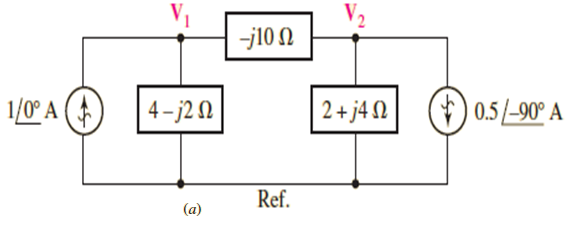 V₁
V₂
–j10 Ω
1/0° A
4 – j2 Ω
2 + j4 Ω
0.5/–90° A
Ref.
(a)